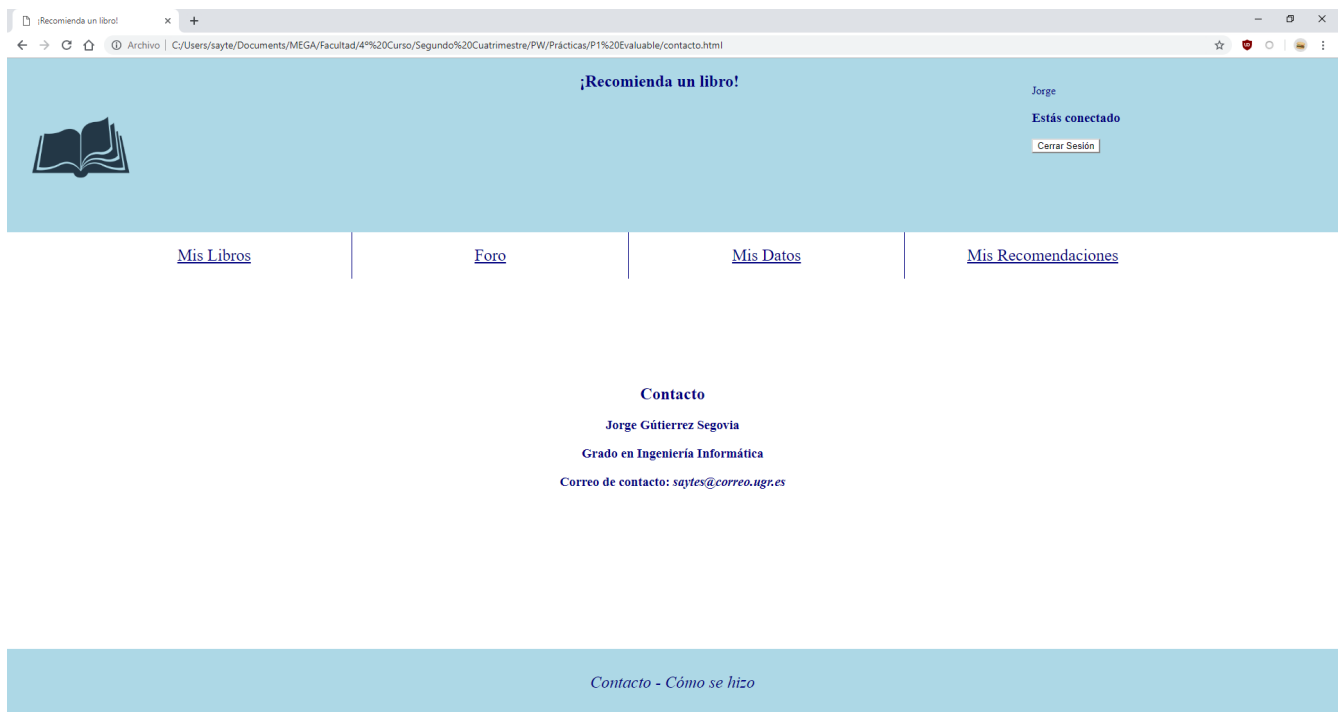 ¡Recomienda un libro!
Archivo | C:/Users/sayte/Documents/MEGA/Facultad/4º%20Curso/Segundo%20Cuatrimestre/PW/Prácticas/P1%20Evaluable/contacto.html
¡Recomienda un libro!
Jorge
Estás conectado
Cerrar Sesión
Mis Libros
Foro
Mis Datos
Mis Recomendaciones
Contacto
Jorge Gútierrez Segovia
Grado en Ingeniería Informática
Correo de contacto: saytes@correo.ugr.es
Contacto - Cómo se hizo